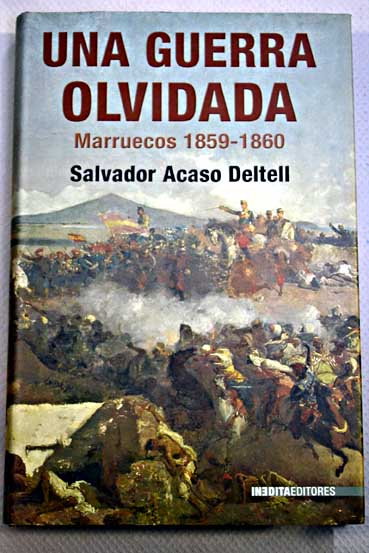 UNA GUERRA
OLVIDADA
Marruecos 1859-1860
Salvador Acaso Deltell
INEDITAEDITORES